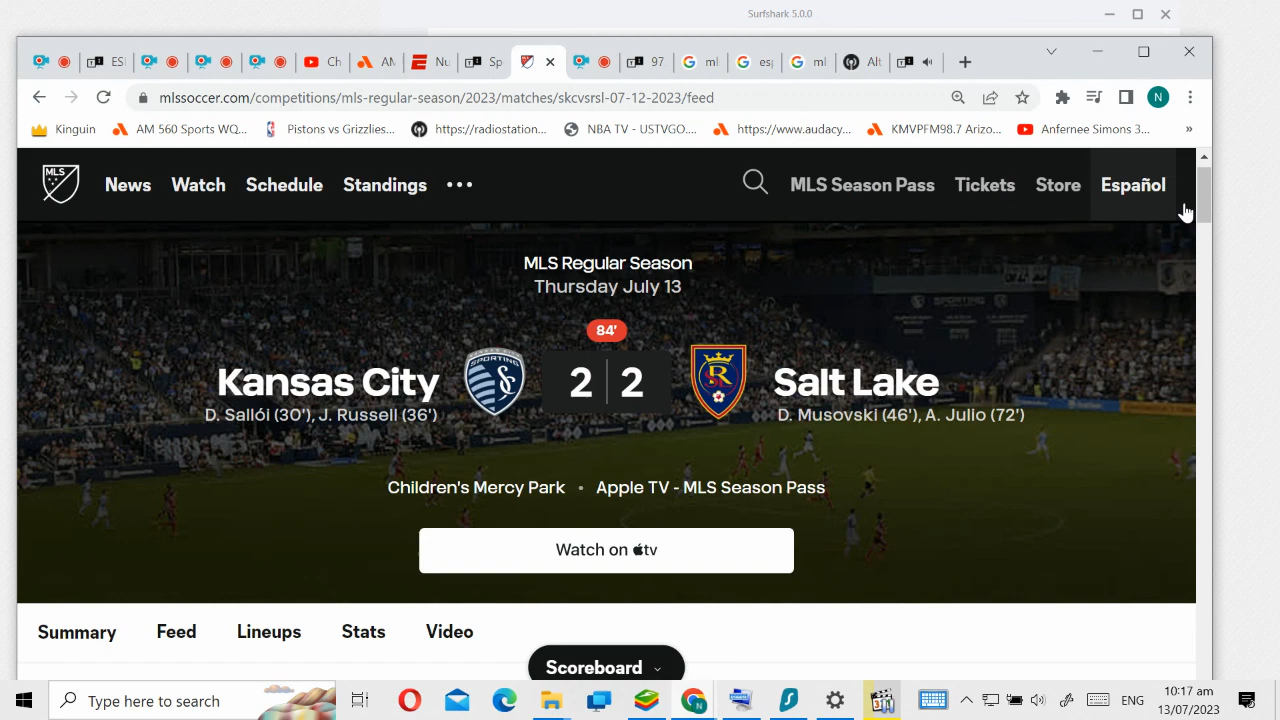 Surfshark 5.0.0
ES
Ch
AM
Nu
Sp
97
ml
esp
ml
Alt
mlssoccer.com/competitions/mls-regular-season/2023/matches/skcvsrsl-07-12-2023/feed
N
Kinguin
AM 560 Sports WQ...
Pistons vs Grizzlies...
https://radiostation...
NBA TV - USTVGO....
https://www.audacy...
KMVPFM98.7 Arizo...
Anfernee Simons 3...
»
MLS
News
Watch
Schedule
Standings
MLS Season Pass
Tickets
Store
Español
MLS Regular Season
Thursday July 13
84'
Kansas City
SPORTING
2 2
Salt Lake
D. Sallói (30'), J. Russell (36')
D. Musovski (46'), A. Julio (72')
Children's Mercy Park • Apple TV - MLS Season Pass
Watch on tv
Summary
Feed
Lineups
Stats
Video
Scoreboard
Type here to search
ENG
10:17 am
13/07/2023